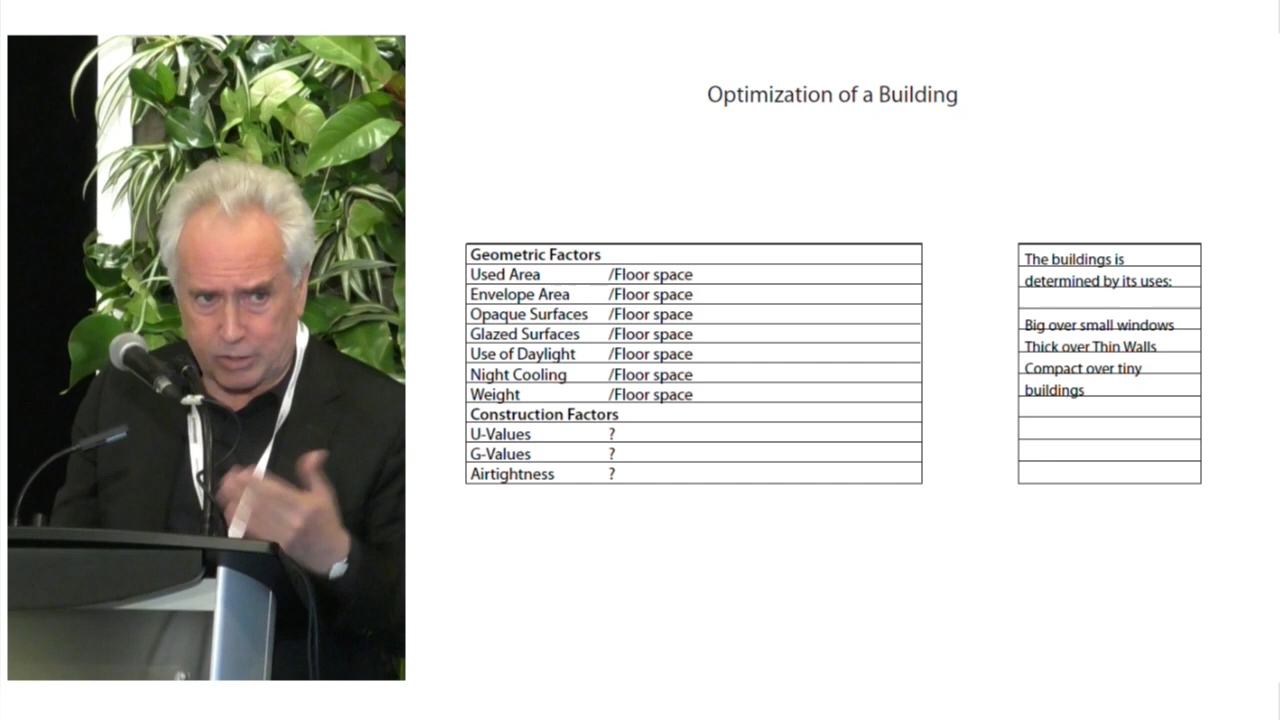 Optimization of a Building
Geometric Factors
Used Area /Floor space
Envelope Area /Floor space
Opaque Surfaces /Floor space
Glazed Surfaces /Floor space
Use of Daylight /Floor space
Night Cooling /Floor space
Weight /Floor space
Construction Factors
U-Values ?
G-Values ?
Airtightness ?
The buildings is
determined by its uses:
Big over small windows
Thick over Thin Walls
Compact over tiny
buildings